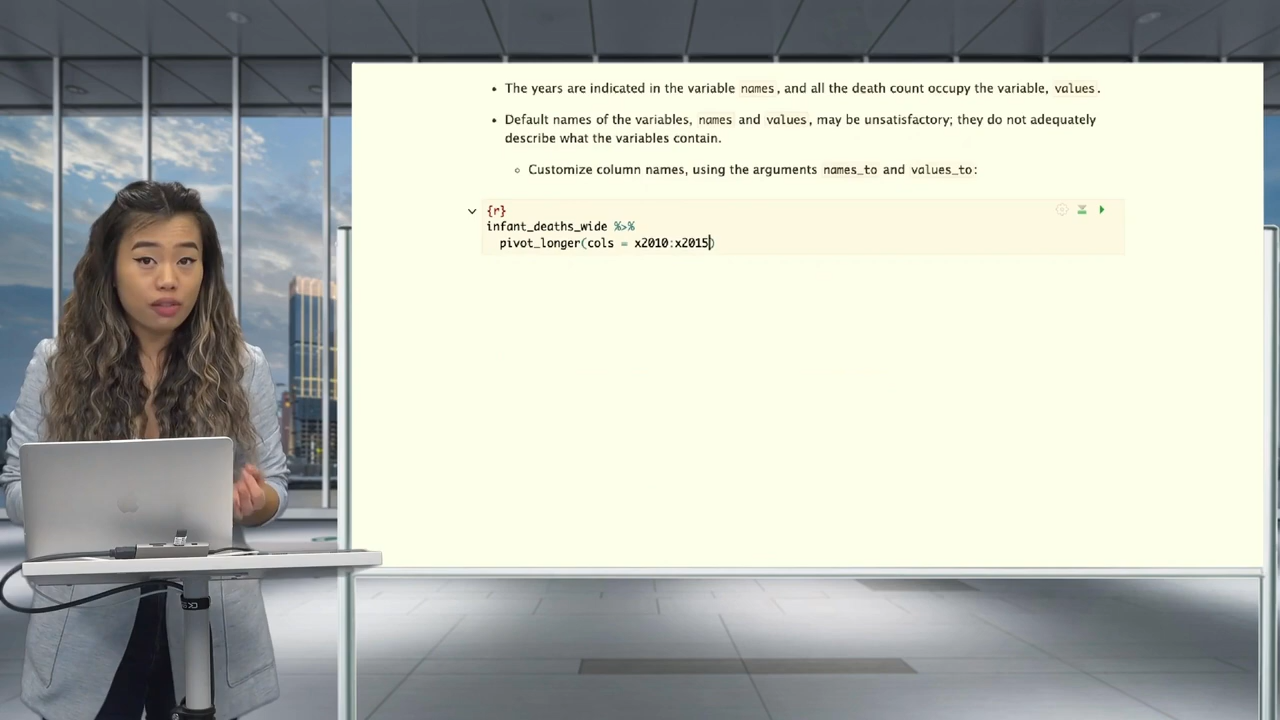 • The years are indicated in the variable names, and all the death count occupy the variable, values.
• Default names of the variables, names and values, may be unsatisfactory; they do not adequately
describe what the variables contain.
◦ Customize column names, using the arguments names_to and values_to:
{r}
infant_deaths_wide %>%
pivot_longer(cols = x2010:x2015)